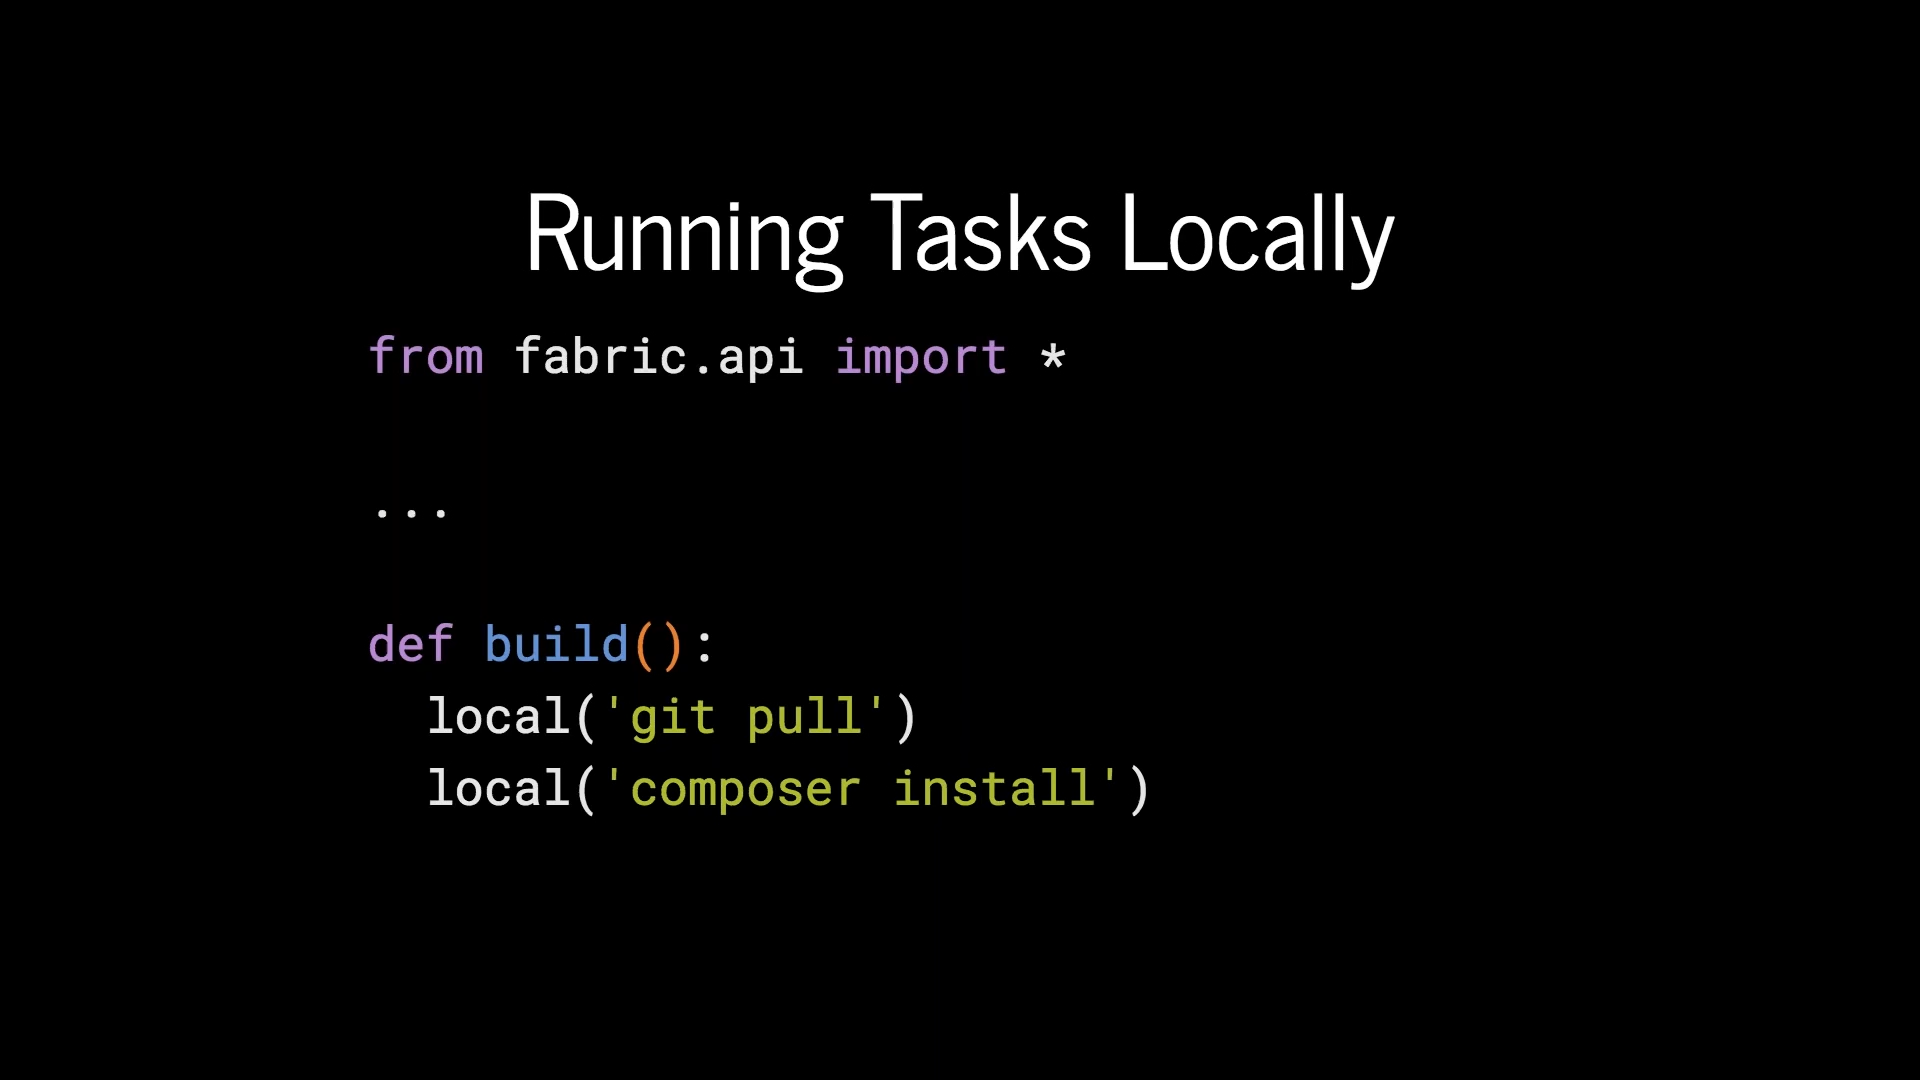 Running Tasks Locally
from fabric.api import *
...
def build():
  local('git pull')
  local('composer install')